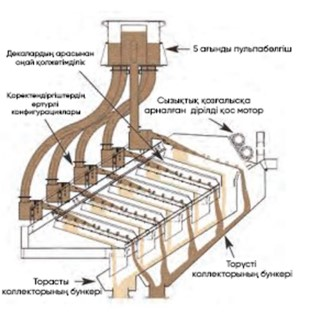 Декалардың арасынан
оңай қолжетімділік
5 ағынды пульпабөлгіш
Қоректендіргіштердің
әртүрлі
конфигурациялары
Сызықтық қозғалысқа
арналған дірілді қос мотор
Торүсті
коллекторының бункері
Торасты
коллекторының бункері